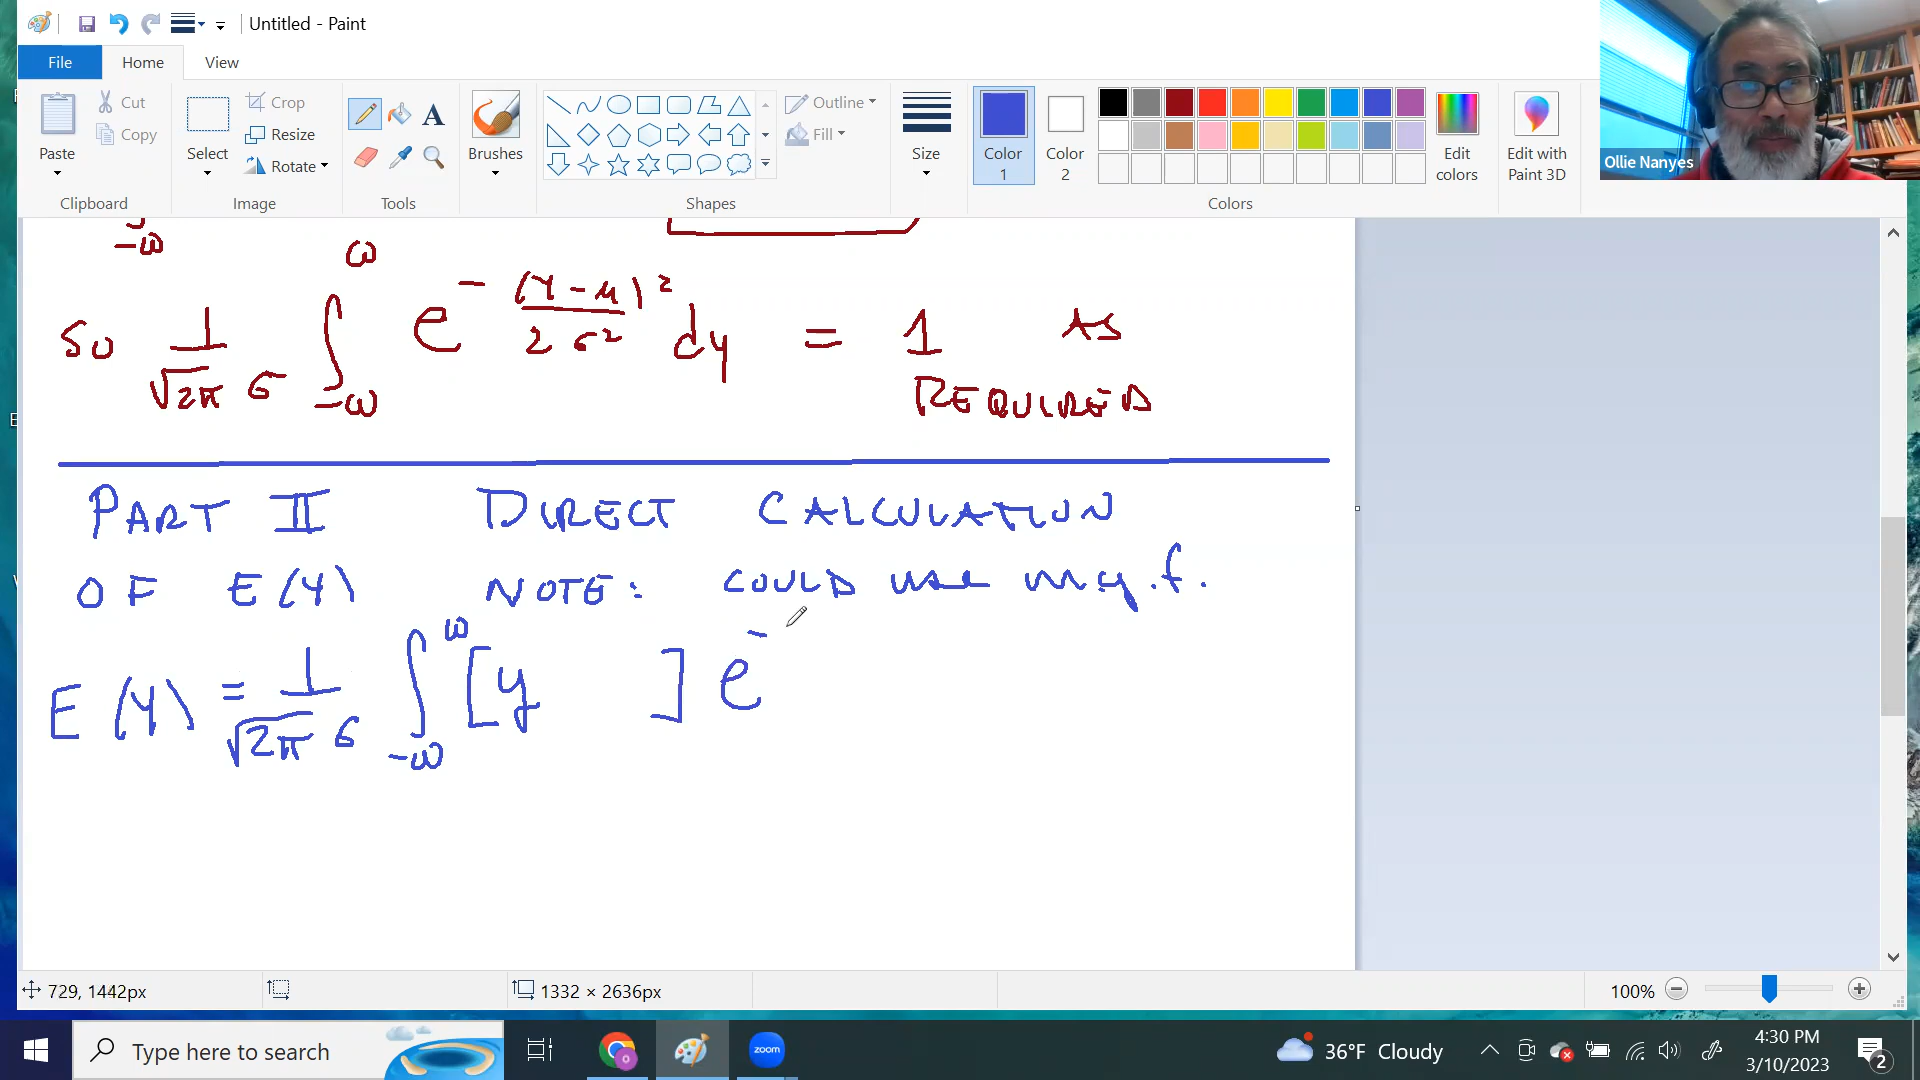 Untitled - Paint
File Home View
Paste
Cut
Copy
Clipboard
Select
Crop
Resize
Rotate
Image
A
Tools
Brushes
Outline
Fill
Shapes
Size
Color 1
Color 2
Edit colors
Edit with Paint 3D
Colors
Ollie Nanyes
-∞ ∞
So 1/(√2π σ) ∫_{-∞}^{∞} e^{-(Y-μ)²/(2σ²)} dy = 1 AS
REQUIRED
PART II DIRECT CALCULATION
OF E(Y) NOTE: COULD use m.g.f.
E(Y) = 1/(√2π σ) ∫_{-∞}^{∞} [y ] e^{-
729, 1442px
1332 × 2636px
100%
Type here to search
zoom
36°F Cloudy
4:30 PM
3/10/2023
2